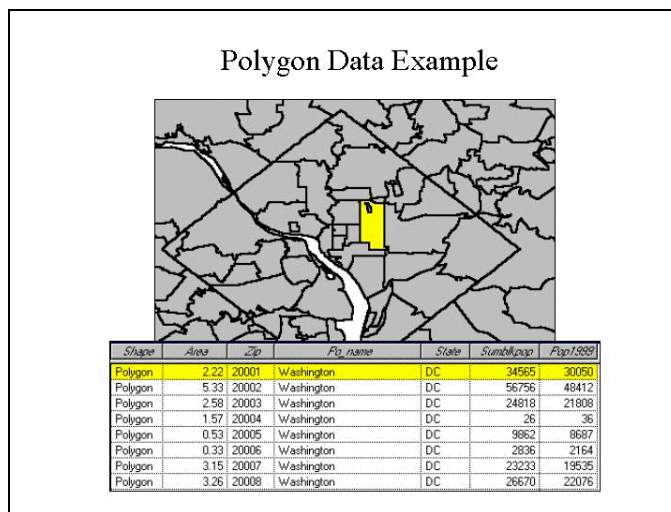 Polygon Data Example
Shape Area Zip Po_name State Sumblkpop Pop1999
Polygon 2.22 20001 Washington DC 34565 30050
Polygon 5.33 20002 Washington DC 56756 48412
Polygon 2.58 20003 Washington DC 24818 21808
Polygon 1.57 20004 Washington DC 26 36
Polygon 0.53 20005 Washington DC 9862 8687
Polygon 0.33 20006 Washington DC 2836 2164
Polygon 3.15 20007 Washington DC 23233 19535
Polygon 3.26 20008 Washington DC 26670 22076